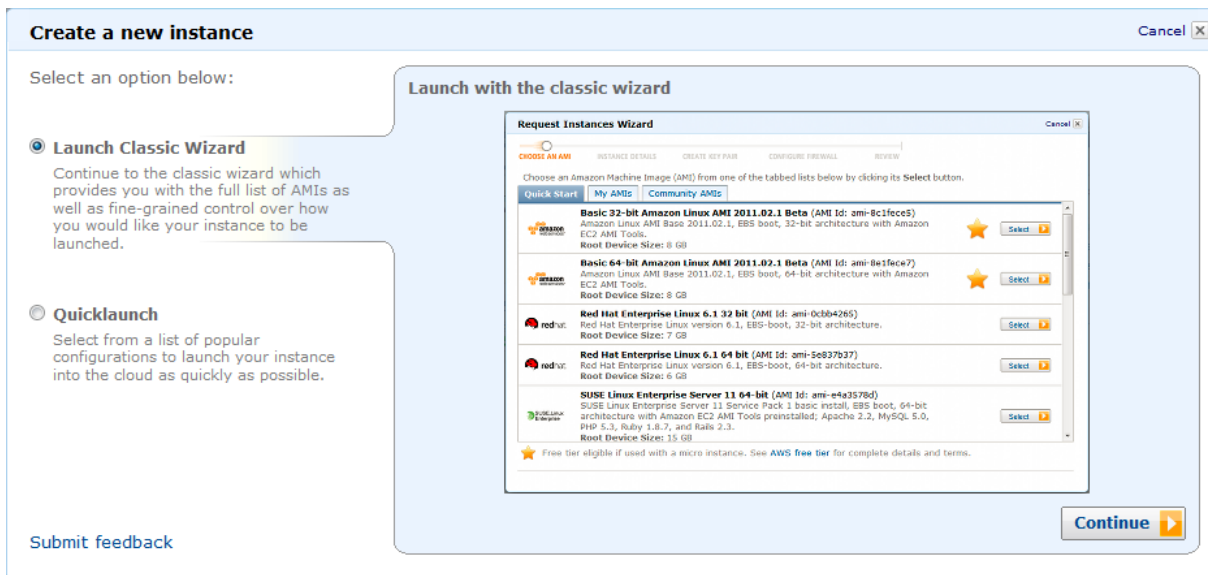 Create a new instance
Cancel
Select an option below:
Launch Classic Wizard
Continue to the classic wizard which
provides you with the full list of AMIs as
well as fine-grained control over how
you would like your instance to be
launched.
Quicklaunch
Select from a list of popular
configurations to launch your instance
into the cloud as quickly as possible.
Submit feedback
Launch with the classic wizard
Request Instances Wizard
Cancel
CHOOSE AN AMI INSTANCE DETAILS CREATE KEY PAIR CONFIGURE FIREWALL REVIEW
Choose an Amazon Machine Image (AMI) from one of the tabbed lists below by clicking its Select button.
Quick Start My AMIs Community AMIs
Basic 32-bit Amazon Linux AMI 2011.02.1 Beta (AMI Id: ami-8c1fece5)
Amazon Linux AMI Base 2011.02.1, EBS boot, 32-bit architecture with Amazon
EC2 AMI Tools.
Root Device Size: 8 GB
amazon
Select
Basic 64-bit Amazon Linux AMI 2011.02.1 Beta (AMI Id: ami-8e1fece7)
Amazon Linux AMI Base 2011.02.1, EBS boot, 64-bit architecture with Amazon
EC2 AMI Tools.
Root Device Size: 8 GB
amazon
Select
Red Hat Enterprise Linux 6.1 32 bit (AMI Id: ami-0cbb4265)
redhat. Red Hat Enterprise Linux version 6.1, EBS-boot, 32-bit architecture.
Root Device Size: 7 GB
Select
Red Hat Enterprise Linux 6.1 64 bit (AMI Id: ami-5e837b37)
redhat. Red Hat Enterprise Linux version 6.1, EBS-boot, 64-bit architecture.
Root Device Size: 6 GB
Select
SUSE Linux Enterprise Server 11 64-bit (AMI Id: ami-e4a3578d)
SUSE Linux Enterprise Server 11 Service Pack 1 basic install, EBS boot, 64-bit
architecture with Amazon EC2 AMI Tools preinstalled; Apache 2.2, MySQL 5.0,
PHP 5.3, Ruby 1.8.7, and Rails 2.3.
Root Device Size: 15 GB
Select
Free tier eligible if used with a micro instance. See AWS free tier for complete details and terms.
Continue